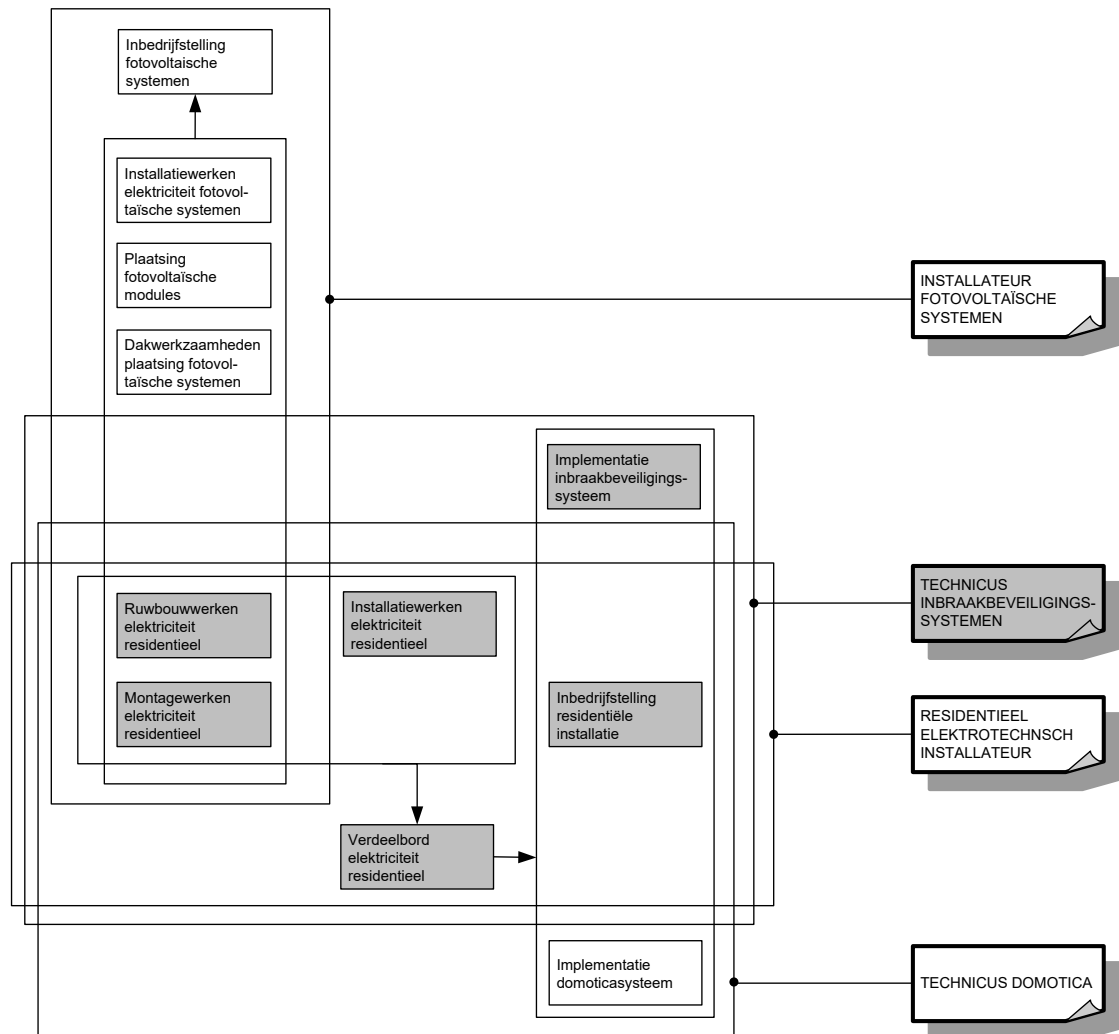 Inbedrijfstelling
fotovoltaische
systemen
Installatiewerken
elektriciteit fotovol-
taïsche systemen
Plaatsing
fotovoltaïsche
modules
Dakwerkzaamheden
plaatsing fotovol-
taïsche systemen
INSTALLATEUR
FOTOVOLTAÏSCHE
SYSTEMEN
Implementatie
inbraakbeveiligings-
systeem
Ruwbouwwerken
elektriciteit
residentieel
Installatiewerken
elektriciteit
residentieel
TECHNICUS
INBRAAKBEVEILIGINGS-
SYSTEMEN
Montagewerken
elektriciteit
residentieel
Inbedrijfstelling
residentiële
installatie
RESIDENTIEEL
ELEKTROTECHNSCH
INSTALLATEUR
Verdeelbord
elektriciteit
residentieel
Implementatie
domoticasysteem
TECHNICUS DOMOTICA